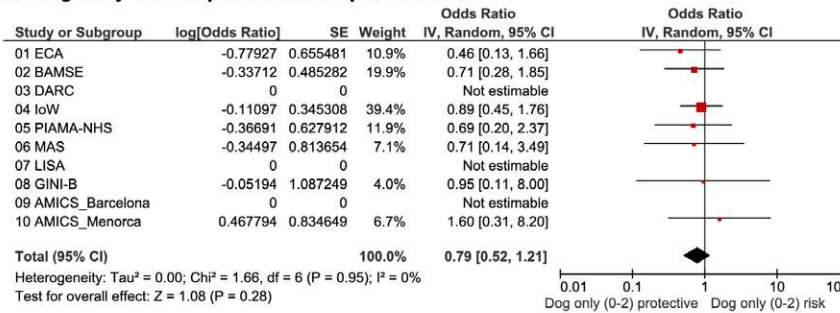 Odds Ratio Odds Ratio
Study or Subgroup log[Odds Ratio] SE Weight IV, Random, 95% CI IV, Random, 95% CI
01 ECA -0.77927 0.655481 10.9% 0.46 [0.13, 1.66]
02 BAMSE -0.33712 0.485282 19.9% 0.71 [0.28, 1.85]
03 DARC 0 0 Not estimable
04 IoW -0.11097 0.345308 39.4% 0.89 [0.45, 1.76]
05 PIAMA-NHS -0.36691 0.627912 11.9% 0.69 [0.20, 2.37]
06 MAS -0.34497 0.813654 7.1% 0.71 [0.14, 3.49]
07 LISA 0 0 Not estimable
08 GINI-B -0.05194 1.087249 4.0% 0.95 [0.11, 8.00]
09 AMICS_Barcelona 0 0 Not estimable
10 AMICS_Menorca 0.467794 0.834649 6.7% 1.60 [0.31, 8.20]
Total (95% CI) 100.0% 0.79 [0.52, 1.21]
Heterogeneity: Tau² = 0.00; Chi² = 1.66, df = 6 (P = 0.95); I² = 0%
Test for overall effect: Z = 1.08 (P = 0.28)
0.01 0.1 1 10
Dog only (0-2) protective Dog only (0-2) risk